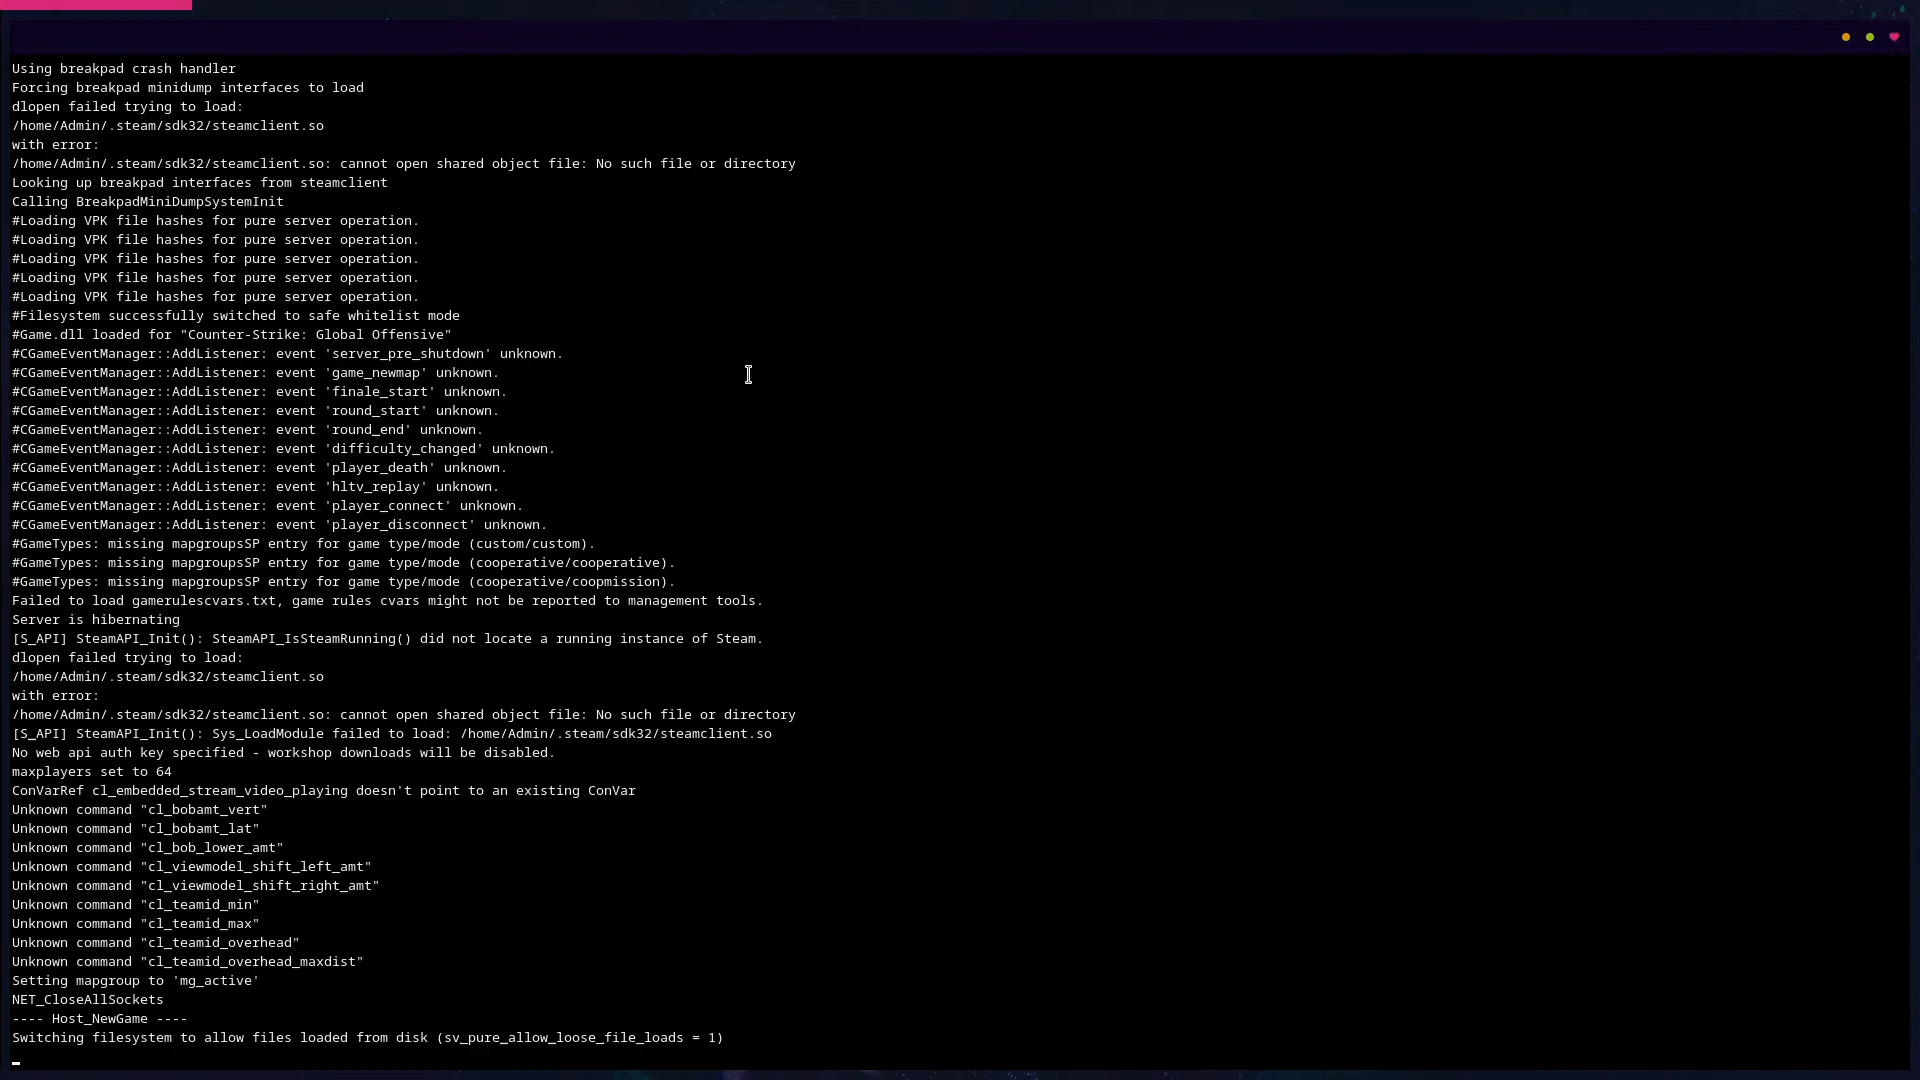 Using breakpad crash handler
Forcing breakpad minidump interfaces to load
dlopen failed trying to load:
/home/Admin/.steam/sdk32/steamclient.so
with error:
/home/Admin/.steam/sdk32/steamclient.so: cannot open shared object file: No such file or directory
Looking up breakpad interfaces from steamclient
Calling BreakpadMiniDumpSystemInit
#Loading VPK file hashes for pure server operation.
#Loading VPK file hashes for pure server operation.
#Loading VPK file hashes for pure server operation.
#Loading VPK file hashes for pure server operation.
#Loading VPK file hashes for pure server operation.
#Filesystem successfully switched to safe whitelist mode
#Game.dll loaded for "Counter-Strike: Global Offensive"
#CGameEventManager::AddListener: event 'server_pre_shutdown' unknown.
#CGameEventManager::AddListener: event 'game_newmap' unknown.
#CGameEventManager::AddListener: event 'finale_start' unknown.
#CGameEventManager::AddListener: event 'round_start' unknown.
#CGameEventManager::AddListener: event 'round_end' unknown.
#CGameEventManager::AddListener: event 'difficulty_changed' unknown.
#CGameEventManager::AddListener: event 'player_death' unknown.
#CGameEventManager::AddListener: event 'hltv_replay' unknown.
#CGameEventManager::AddListener: event 'player_connect' unknown.
#CGameEventManager::AddListener: event 'player_disconnect' unknown.
#GameTypes: missing mapgroupsSP entry for game type/mode (custom/custom).
#GameTypes: missing mapgroupsSP entry for game type/mode (cooperative/cooperative).
#GameTypes: missing mapgroupsSP entry for game type/mode (cooperative/coopmission).
Failed to load gamerulescvars.txt, game rules cvars might not be reported to management tools.
Server is hibernating
[S_API] SteamAPI_Init(): SteamAPI_IsSteamRunning() did not locate a running instance of Steam.
dlopen failed trying to load:
/home/Admin/.steam/sdk32/steamclient.so
with error:
/home/Admin/.steam/sdk32/steamclient.so: cannot open shared object file: No such file or directory
[S_API] SteamAPI_Init(): Sys_LoadModule failed to load: /home/Admin/.steam/sdk32/steamclient.so
No web api auth key specified - workshop downloads will be disabled.
maxplayers set to 64
ConVarRef cl_embedded_stream_video_playing doesn't point to an existing ConVar
Unknown command "cl_bobamt_vert"
Unknown command "cl_bobamt_lat"
Unknown command "cl_bob_lower_amt"
Unknown command "cl_viewmodel_shift_left_amt"
Unknown command "cl_viewmodel_shift_right_amt"
Unknown command "cl_teamid_min"
Unknown command "cl_teamid_max"
Unknown command "cl_teamid_overhead"
Unknown command "cl_teamid_overhead_maxdist"
Setting mapgroup to 'mg_active'
NET_CloseAllSockets
---- Host_NewGame ----
Switching filesystem to allow files loaded from disk (sv_pure_allow_loose_file_loads = 1)